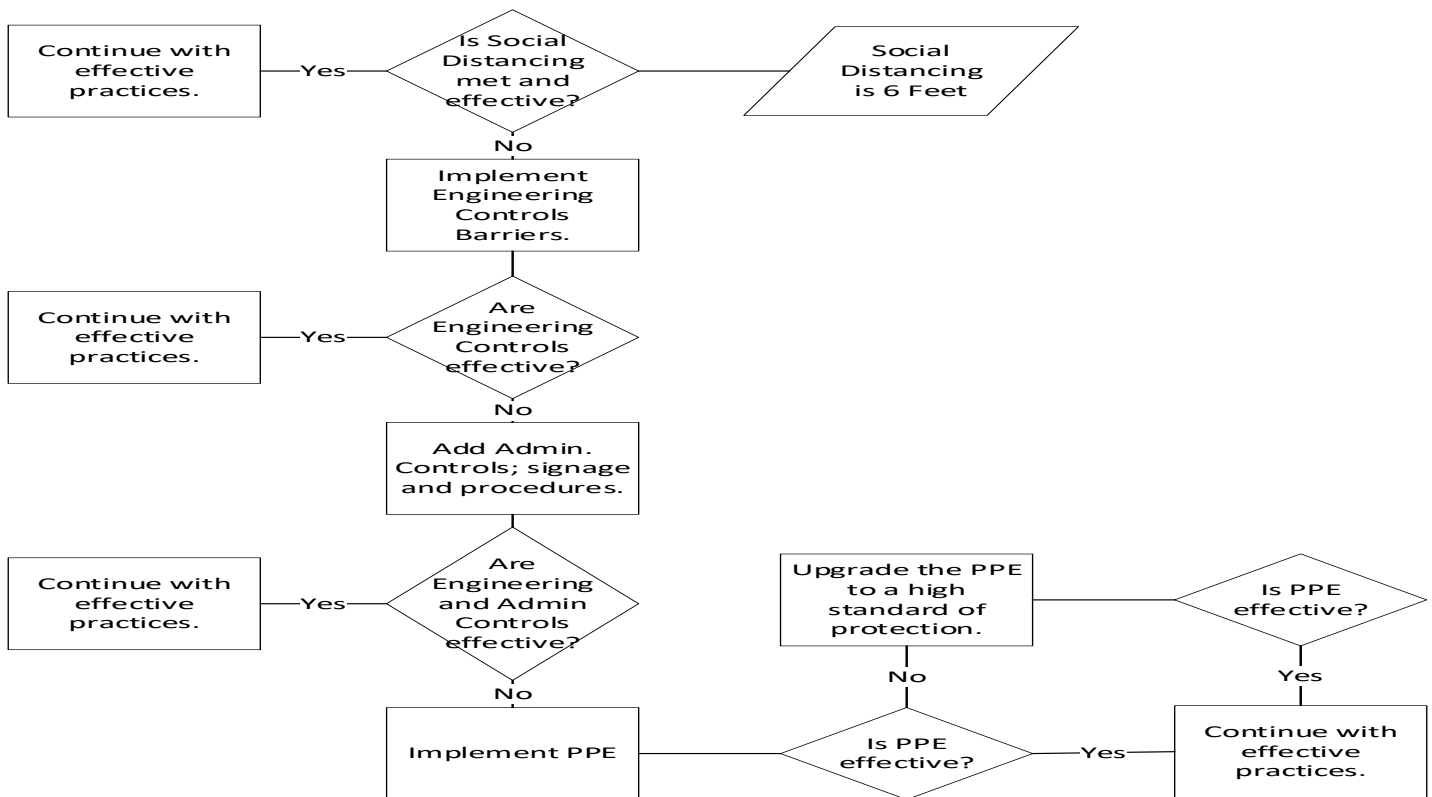 Continue with
effective
practices.
Yes
Is Social
Distancing
met and
effective?
Social
Distancing
is 6 Feet
No
Implement
Engineering
Controls
Barriers.
Continue with
effective
practices.
Yes
Are
Engineering
Controls
effective?
No
Add Admin.
Controls; signage
and procedures.
Continue with
effective
practices.
Yes
Are
Engineering
and Admin
Controls
effective?
No
Implement PPE
Is PPE
effective?
No
Upgrade the PPE
to a high
standard of
protection.
Is PPE
effective?
Yes
Yes
Continue with
effective
practices.